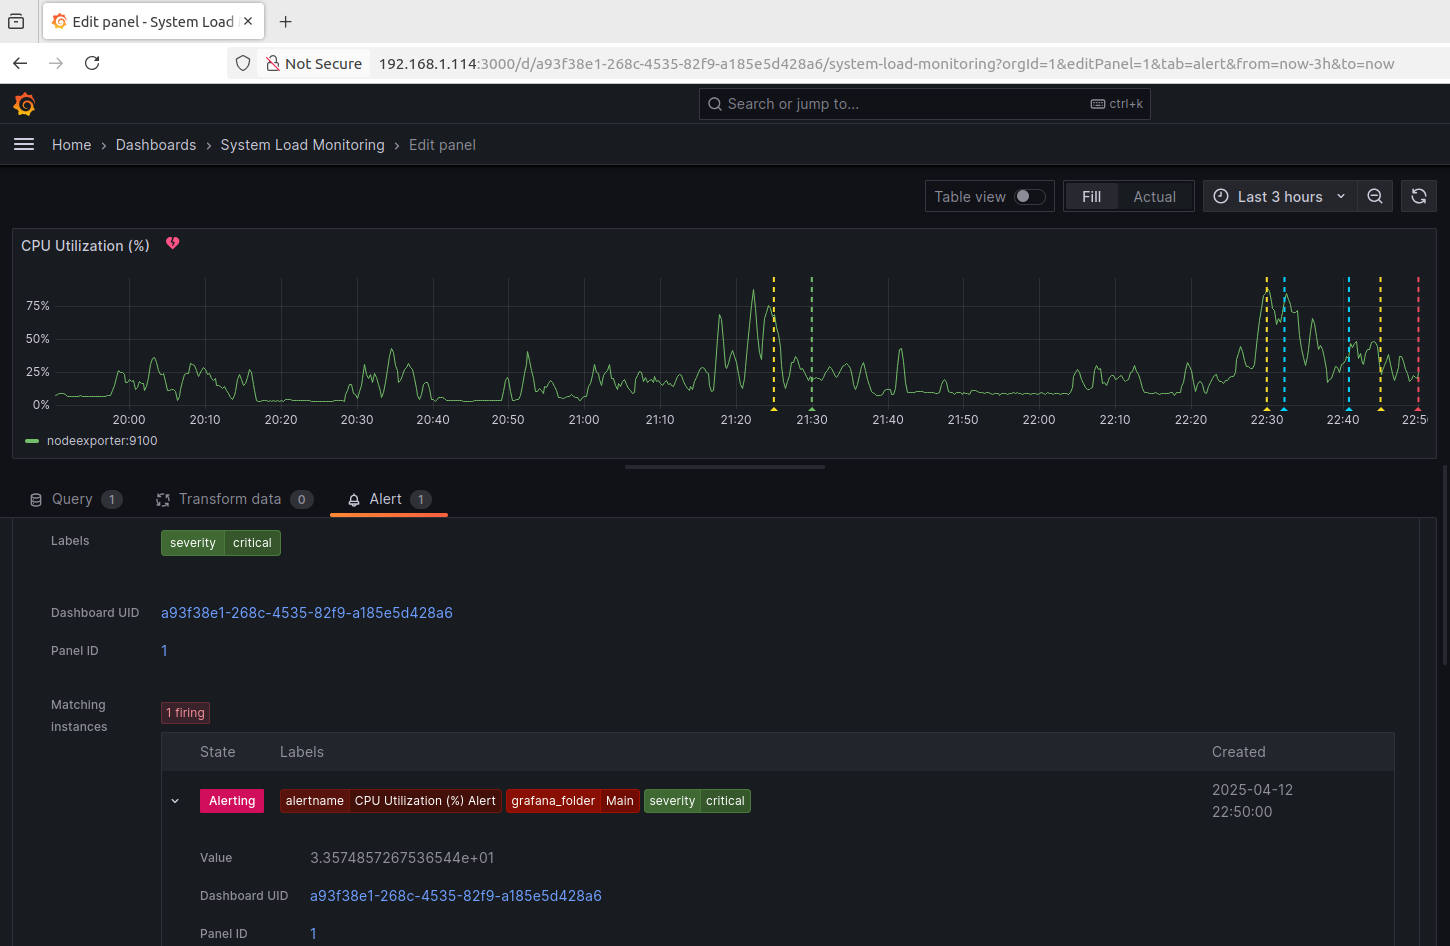 Edit panel - System Load
Not Secure 192.168.1.114:3000/d/a93f38e1-268c-4535-82f9-a185e5d428a6/system-load-monitoring?orgId=1&editPanel=1&tab=alert&from=now-3h&to=now
Search or jump to... ctrl+k
Home › Dashboards › System Load Monitoring › Edit panel
Table view Fill Actual Last 3 hours
CPU Utilization (%)
75%
50%
25%
0%
20:00 20:10 20:20 20:30 20:40 20:50 21:00 21:10 21:20 21:30 21:40 21:50 22:00 22:10 22:20 22:30 22:40 22:50
nodeexporter:9100
Query 1 Transform data 0 Alert 1
Labels severity critical
Dashboard UID a93f38e1-268c-4535-82f9-a185e5d428a6
Panel ID 1
Matching instances 1 firing
State Labels Created
Alerting alertname CPU Utilization (%) Alert grafana_folder Main severity critical 2025-04-12 22:50:00
Value 3.3574857267536544e+01
Dashboard UID a93f38e1-268c-4535-82f9-a185e5d428a6
Panel ID 1